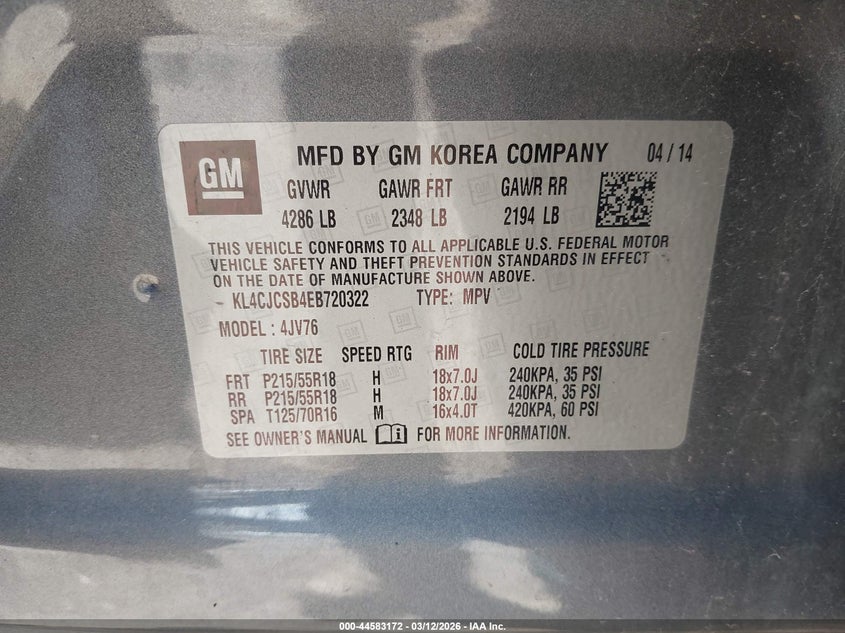 GM MFD BY GM KOREA COMPANY 04 / 14
GVWR GAWR FRT GAWR RR
4286 LB 2348 LB 2194 LB
THIS VEHICLE CONFORMS TO ALL APPLICABLE U.S. FEDERAL MOTOR
VEHICLE SAFETY AND THEFT PREVENTION STANDARDS IN EFFECT
ON THE DATE OF MANUFACTURE SHOWN ABOVE.
KL4CJCSB4EB720322 TYPE: MPV
MODEL : 4JV76
TIRE SIZE SPEED RTG RIM COLD TIRE PRESSURE
FRT P215/55R18 H 18x7.0J 240KPA, 35 PSI
RR P215/55R18 H 18x7.0J 240KPA, 35 PSI
SPA T125/70R16 M 16x4.0T 420KPA, 60 PSI
SEE OWNER'S MANUAL FOR MORE INFORMATION.
000-44583172 - 03/12/2026 - IAA Inc.